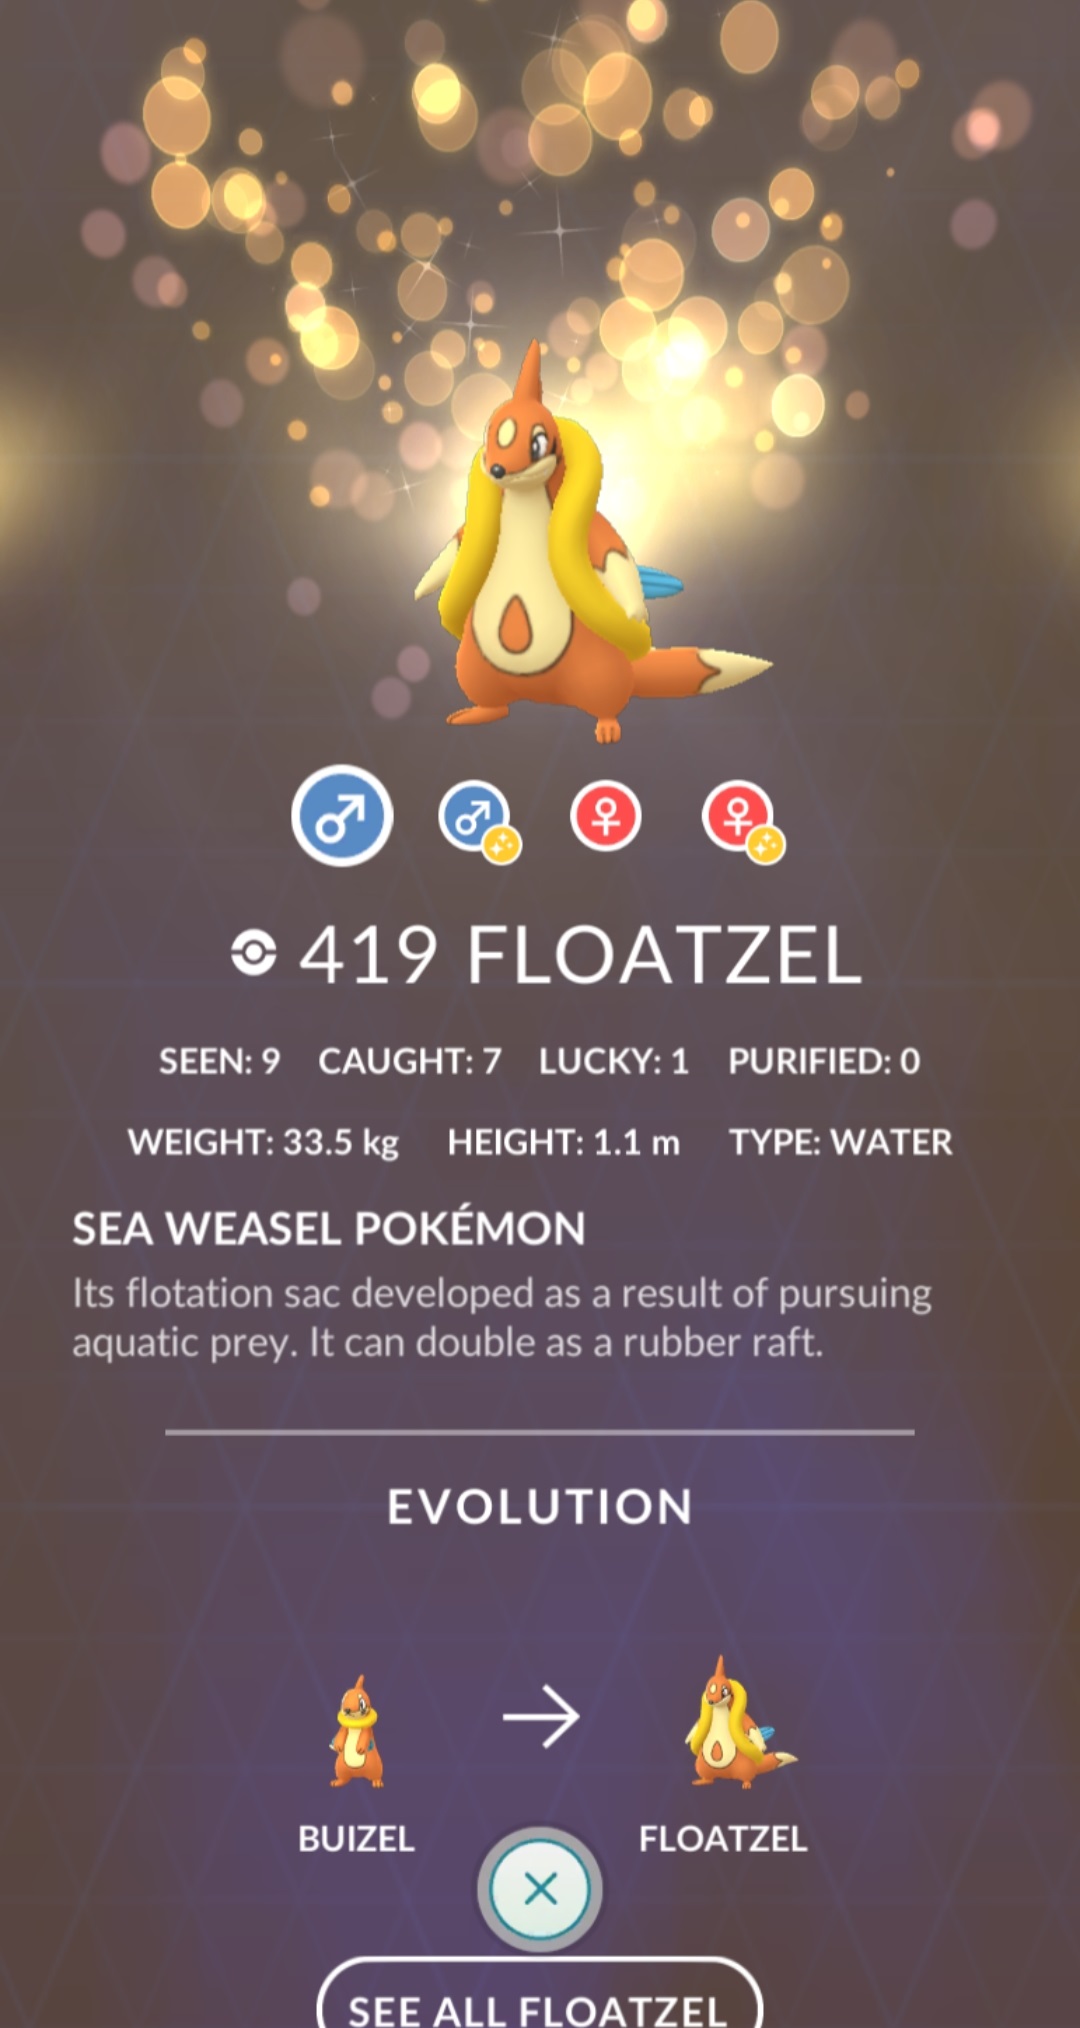 419 FLOATZEL
SEEN: 9 CAUGHT: 7 LUCKY: 1 PURIFIED: 0
WEIGHT: 33.5 kg HEIGHT: 1.1 m TYPE: WATER
SEA WEASEL POKÉMON
Its flotation sac developed as a result of pursuing
aquatic prey. It can double as a rubber raft.
EVOLUTION
BUIZEL FLOATZEL
SEE ALL FLOATZEL